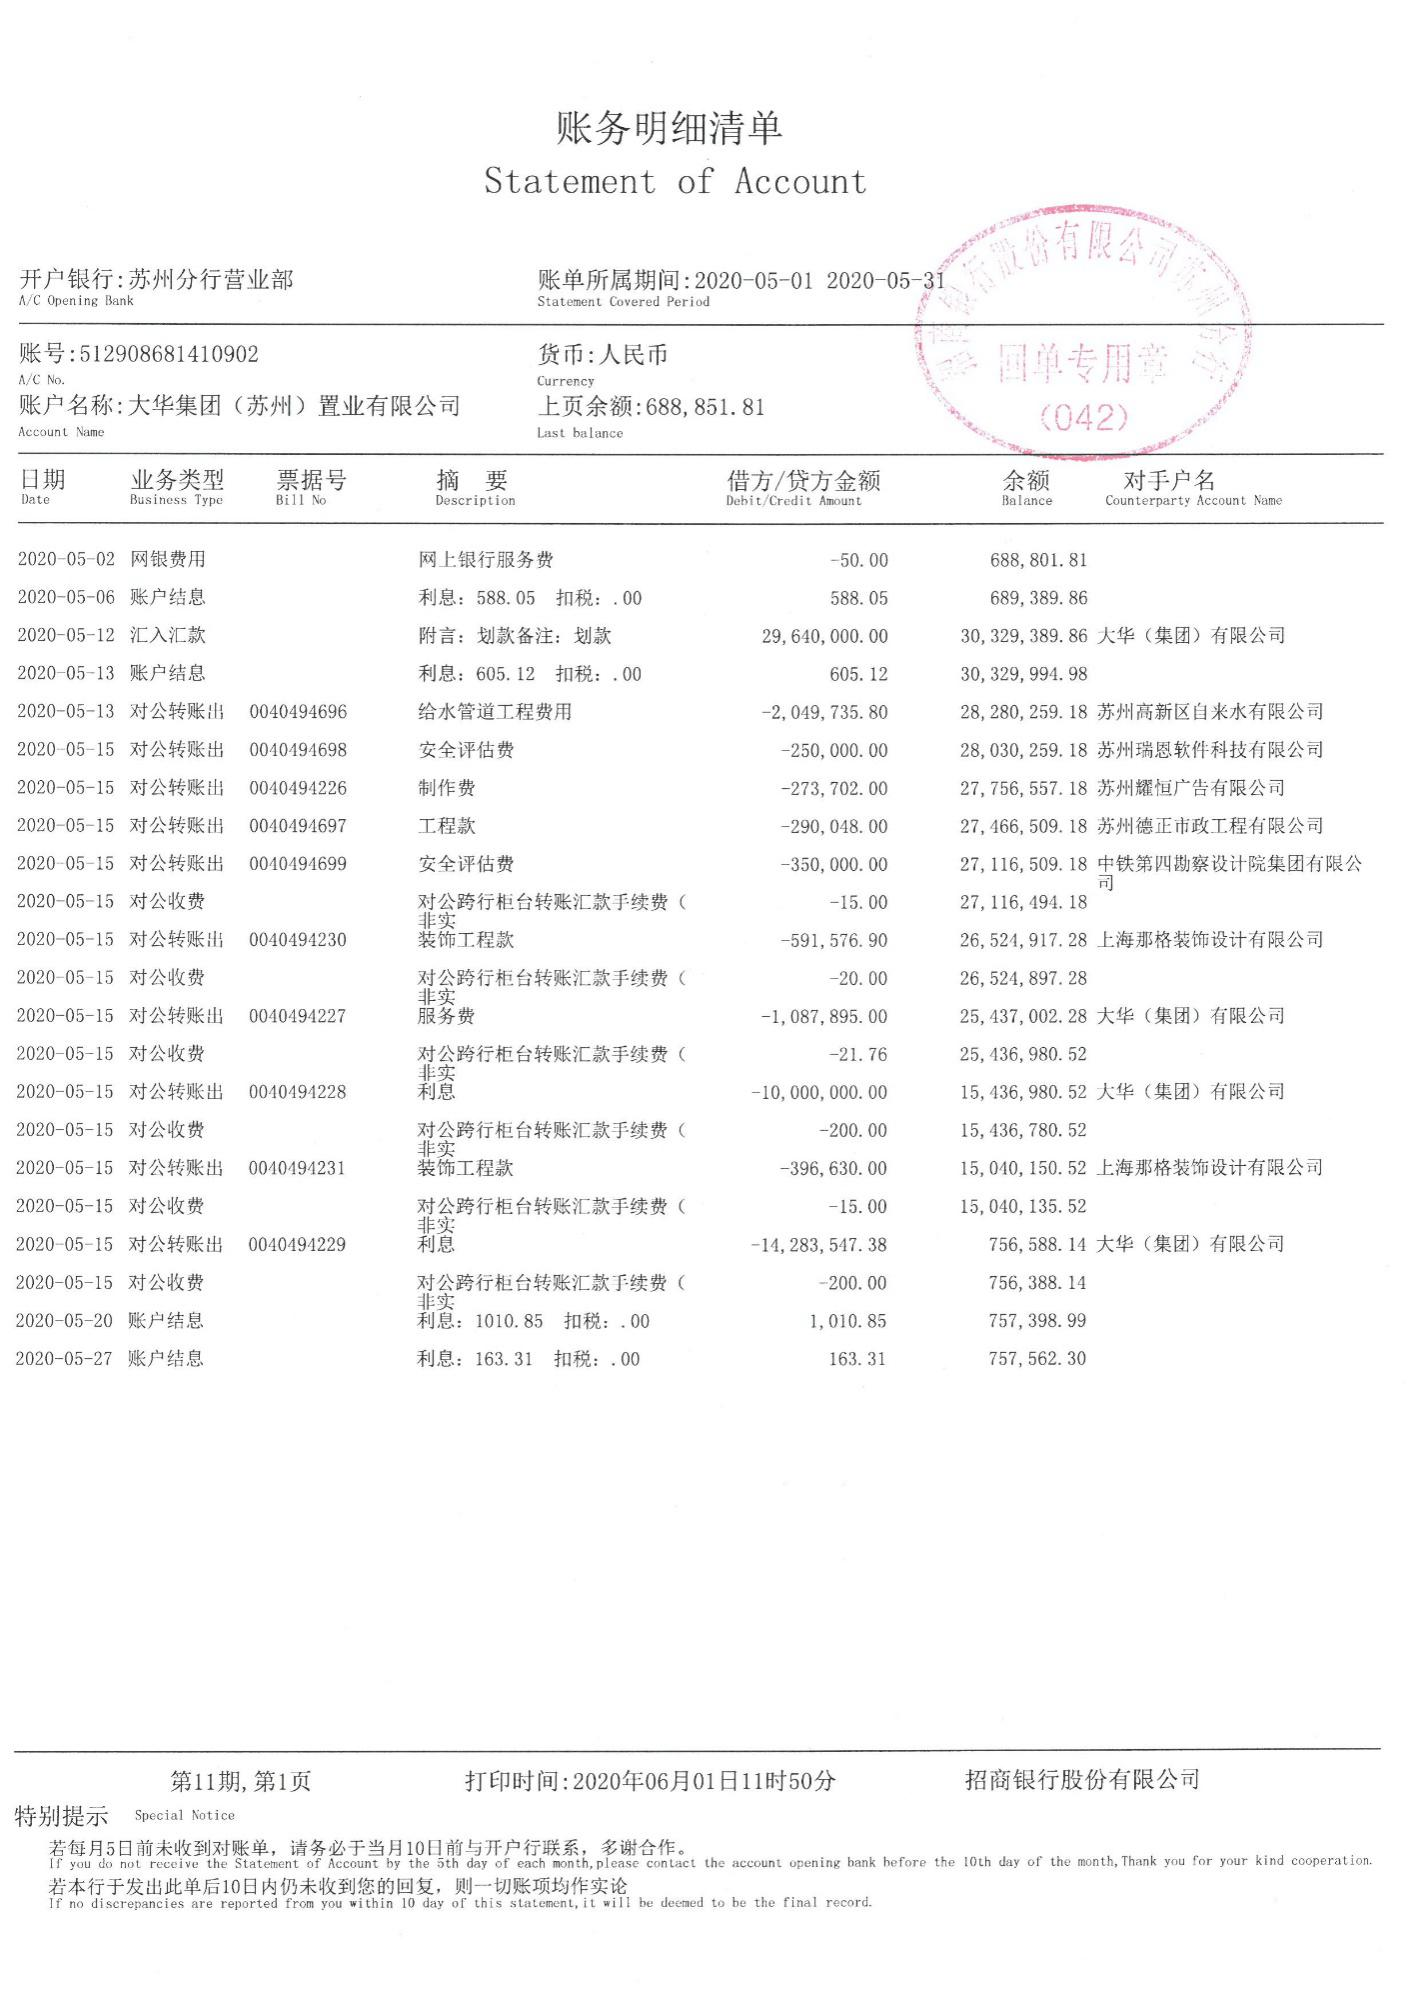 账务明细清单
Statement of Account
开户银行:苏州分行营业部 账单所属期间:2020-05-01 2020-05-31
A/C Opening Bank Statement Covered Period
账号:512908681410902 货币:人民币
A/C No. Currency
账户名称:大华集团（苏州）置业有限公司 上页余额:688,851.81
Account Name Last balance
招商银行股份有限公司苏州分行
回单专用章
(042)
日期 业务类型 票据号 摘 要 借方/贷方金额 余额 对手户名
Date Business Type Bill No Description Debit/Credit Amount Balance Counterparty Account Name
2020-05-02 网银费用 网上银行服务费 -50.00 688,801.81
2020-05-06 账户结息 利息: 588.05 扣税: .00 588.05 689,389.86
2020-05-12 汇入汇款 附言: 划款备注: 划款 29,640,000.00 30,329,389.86 大华（集团）有限公司
2020-05-13 账户结息 利息: 605.12 扣税: .00 605.12 30,329,994.98
2020-05-13 对公转账出 0040494696 给水管道工程费用 -2,049,735.80 28,280,259.18 苏州高新区自来水有限公司
2020-05-15 对公转账出 0040494698 安全评估费 -250,000.00 28,030,259.18 苏州瑞恩软件科技有限公司
2020-05-15 对公转账出 0040494226 制作费 -273,702.00 27,756,557.18 苏州耀恒广告有限公司
2020-05-15 对公转账出 0040494697 工程款 -290,048.00 27,466,509.18 苏州德正市政工程有限公司
2020-05-15 对公转账出 0040494699 安全评估费 -350,000.00 27,116,509.18 中铁第四勘察设计院集团有限公
司
2020-05-15 对公收费 对公跨行柜台转账汇款手续费（ -15.00 27,116,494.18
非实
2020-05-15 对公转账出 0040494230 装饰工程款 -591,576.90 26,524,917.28 上海那格装饰设计有限公司
2020-05-15 对公收费 对公跨行柜台转账汇款手续费（ -20.00 26,524,897.28
非实
2020-05-15 对公转账出 0040494227 服务费 -1,087,895.00 25,437,002.28 大华（集团）有限公司
2020-05-15 对公收费 对公跨行柜台转账汇款手续费（ -21.76 25,436,980.52
非实
2020-05-15 对公转账出 0040494228 利息 -10,000,000.00 15,436,980.52 大华（集团）有限公司
2020-05-15 对公收费 对公跨行柜台转账汇款手续费（ -200.00 15,436,780.52
非实
2020-05-15 对公转账出 0040494231 装饰工程款 -396,630.00 15,040,150.52 上海那格装饰设计有限公司
2020-05-15 对公收费 对公跨行柜台转账汇款手续费（ -15.00 15,040,135.52
非实
2020-05-15 对公转账出 0040494229 利息 -14,283,547.38 756,588.14 大华（集团）有限公司
2020-05-15 对公收费 对公跨行柜台转账汇款手续费（ -200.00 756,388.14
非实
2020-05-20 账户结息 利息: 1010.85 扣税: .00 1,010.85 757,398.99
2020-05-27 账户结息 利息: 163.31 扣税: .00 163.31 757,562.30
第11期,第1页 打印时间:2020年06月01日11时50分 招商银行股份有限公司
特别提示 Special Notice
若每月5日前未收到对账单，请务必于当月10日前与开户行联系，多谢合作。
If you do not receive the Statement of Account by the 5th day of each month,please contact the account opening bank before the 10th day of the month,Thank you for your kind cooperation.
若本行于发出此单后10日内仍未收到您的回复，则一切账项均作实论
If no discrepancies are reported from you within 10 day of this statement,it will be deemed to be the final record.